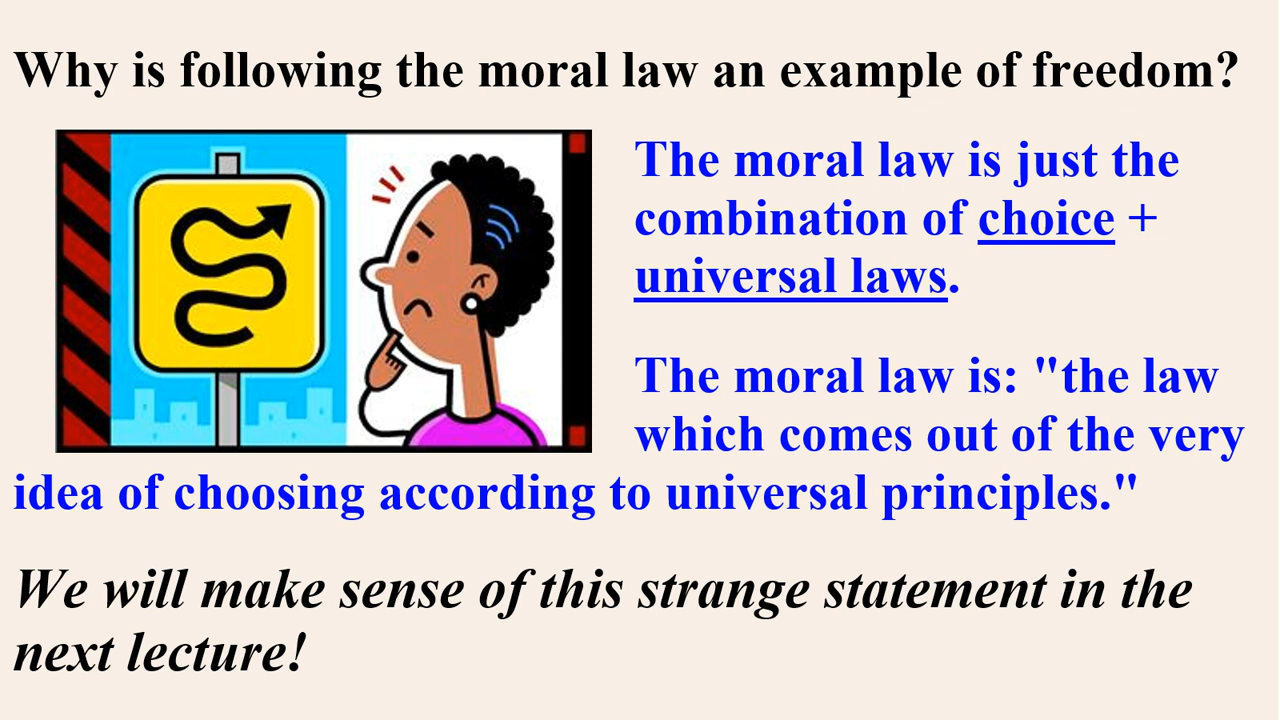 Why is following the moral law an example of freedom?
The moral law is just the
combination of choice +
universal laws.
The moral law is: "the law
which comes out of the very
idea of choosing according to universal principles."
We will make sense of this strange statement in the
next lecture!